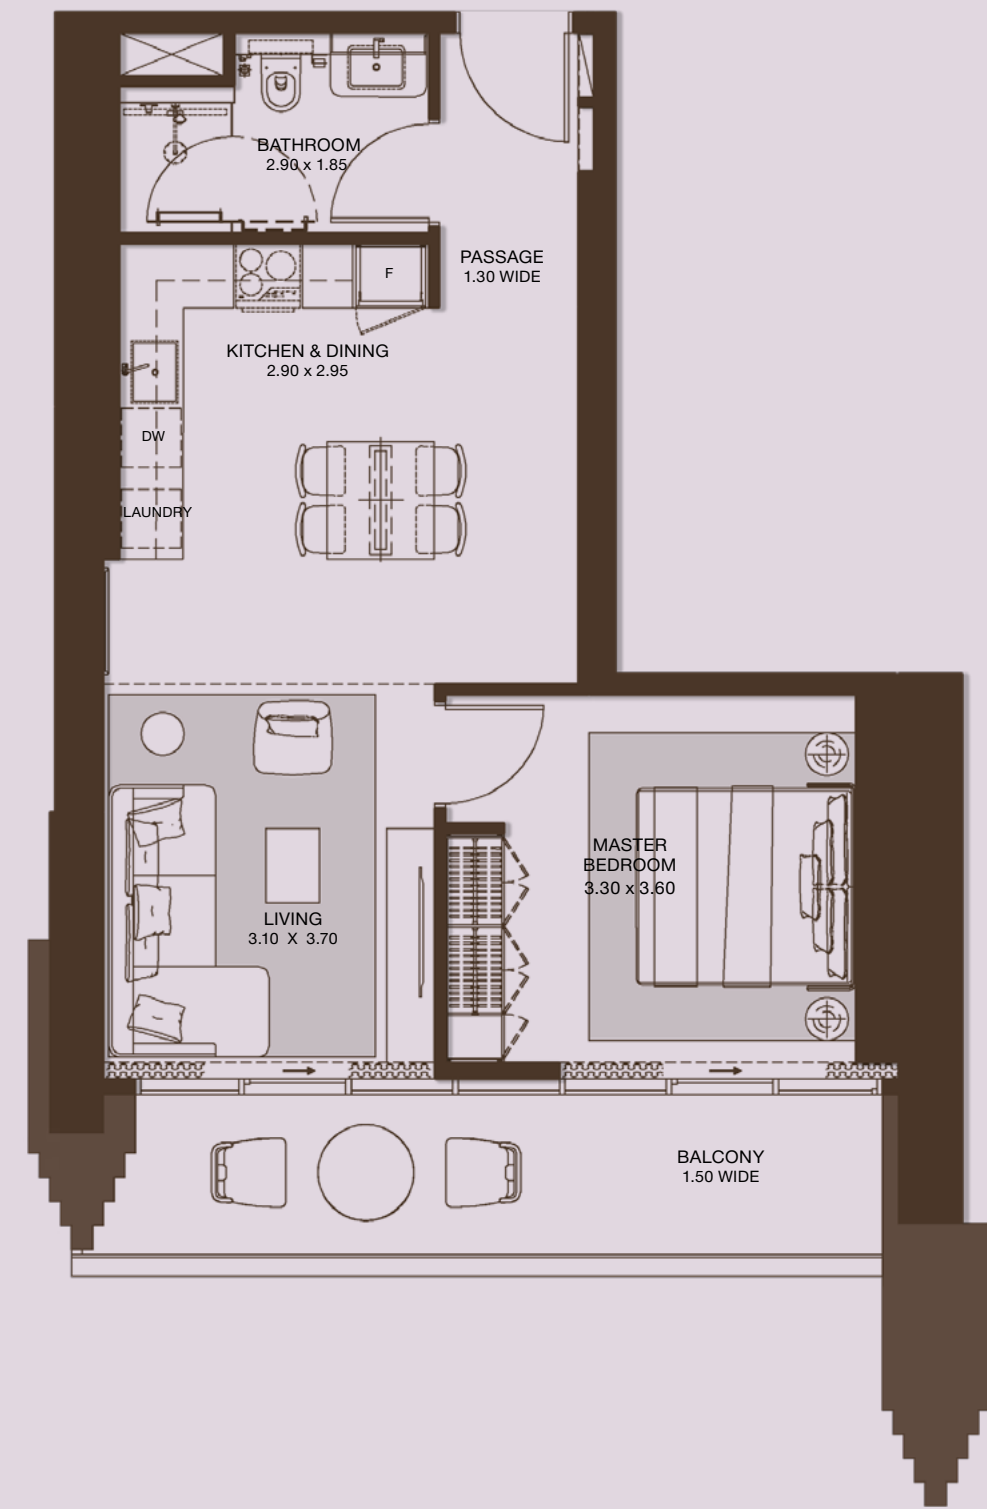 BATHROOM
2.90 x 1.85
PASSAGE
1.30 WIDE
F
KITCHEN & DINING
2.90 x 2.95
DW
LAUNDRY
MASTER
BEDROOM
3.30 x 3.60
LIVING
3.10 X 3.70
BALCONY
1.50 WIDE